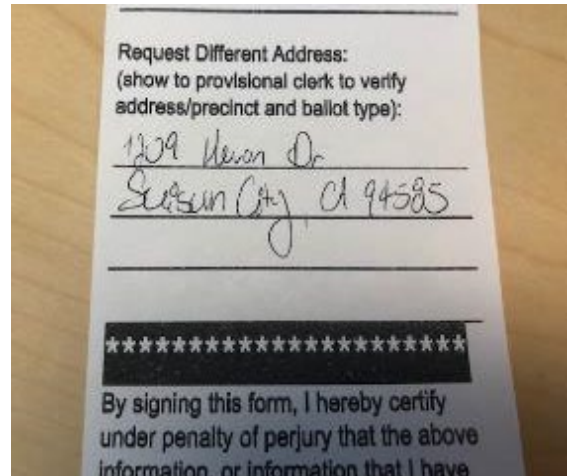 Request Different Address:
(show to provisional clerk to verify
address/precinct and ballot type):
1209 Heron Dr
Suisun City, CA 94585
*********************
By signing this form, I hereby certify
under penalty of perjury that the above
information, or information that I have